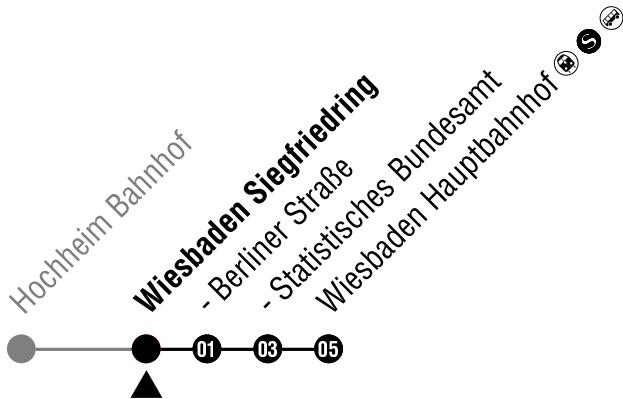 Hochheim Bahnhof
Wiesbaden Siegfriedring
- Berliner Straße
- Statistisches Bundesamt
Wiesbaden Hauptbahnhof S
01 03 05